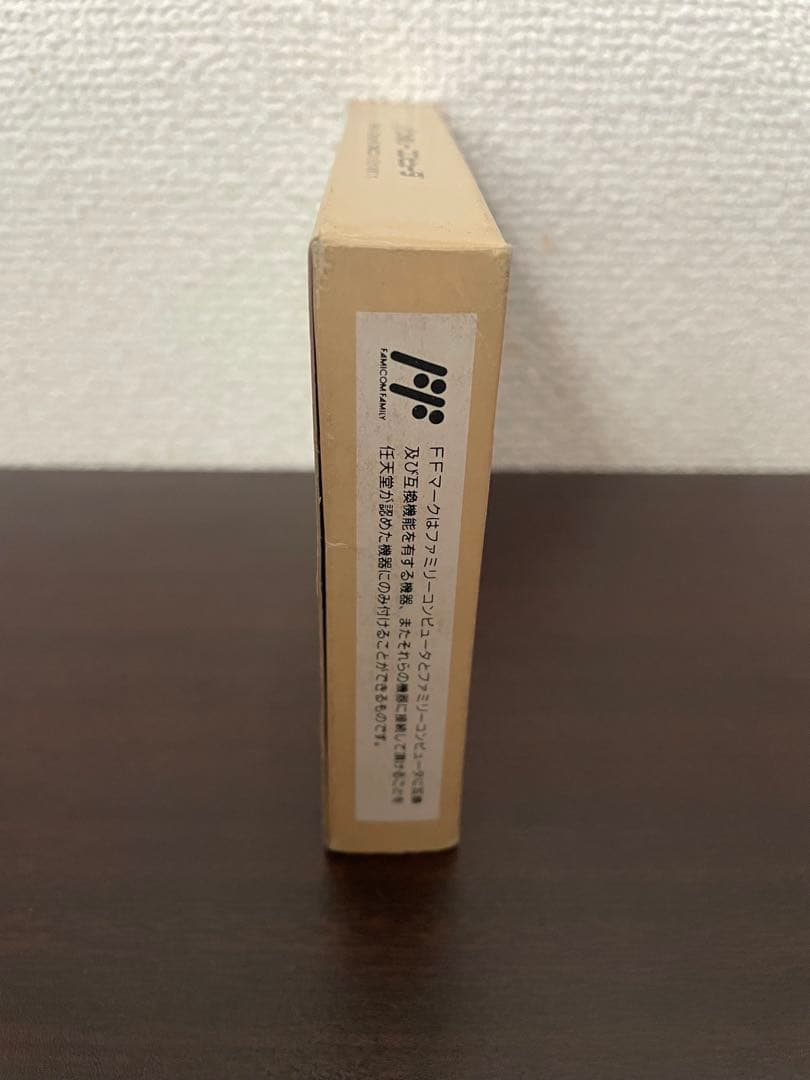 FAMICOM FAMILY
FFマークはファミリーコンピュータとファミリーコンピュータに互換
及び互換機能を有する機器、またそれらの機器に接続して頂けることを
任天堂が認めた機器にのみ付けることができるものです。